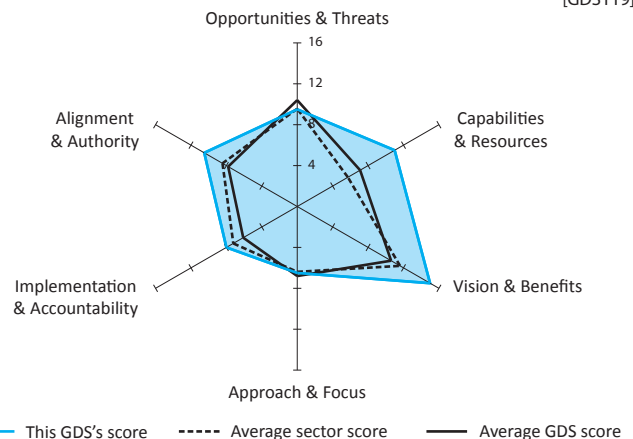 [GDS119]
Opportunities & Threats
16
12
8
4
Alignment
& Authority
Capabilities
& Resources
Implementation
& Accountability
Vision & Benefits
Approach & Focus
This GDS's score
Average sector score
Average GDS score